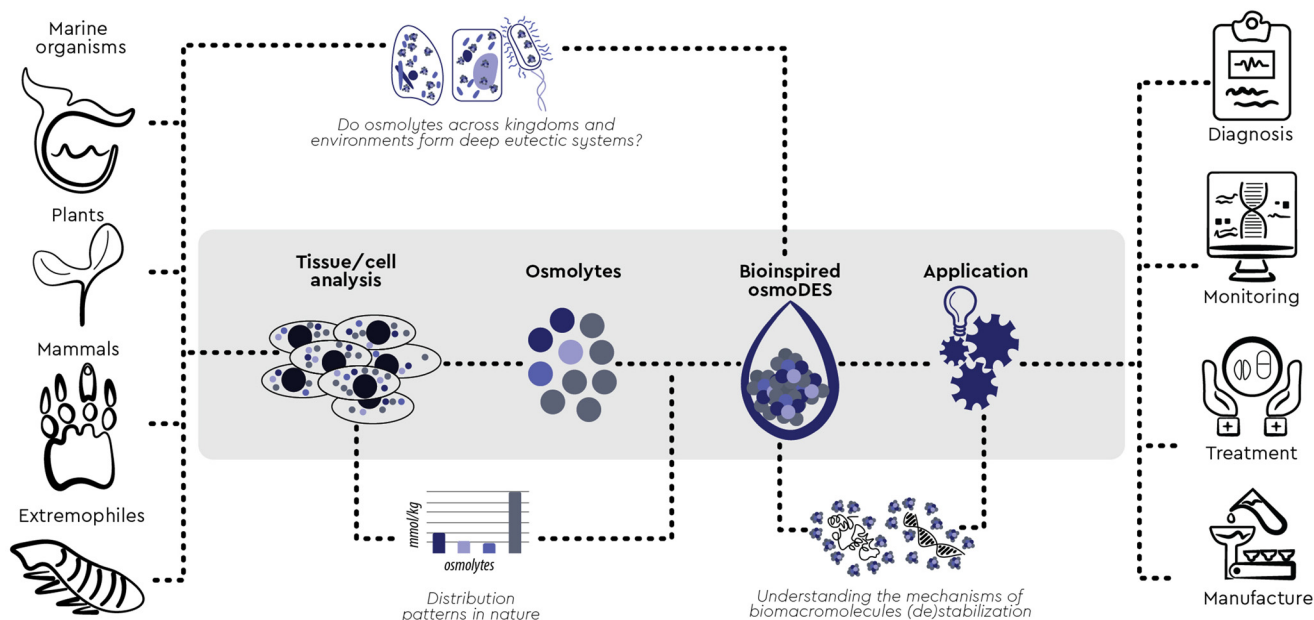 Marine
organisms
Plants
Mammals
Extremophiles
Do osmolytes across kingdoms and
environments form deep eutectic systems?
Tissue/cell
analysis
Osmolytes
Bioinspired
osmoDES
Application
mmol/kg
osmolytes
Distribution
patterns in nature
Understanding the mechanisms of
biomacromolecules (de)stabilization
Diagnosis
Monitoring
Treatment
Manufacture